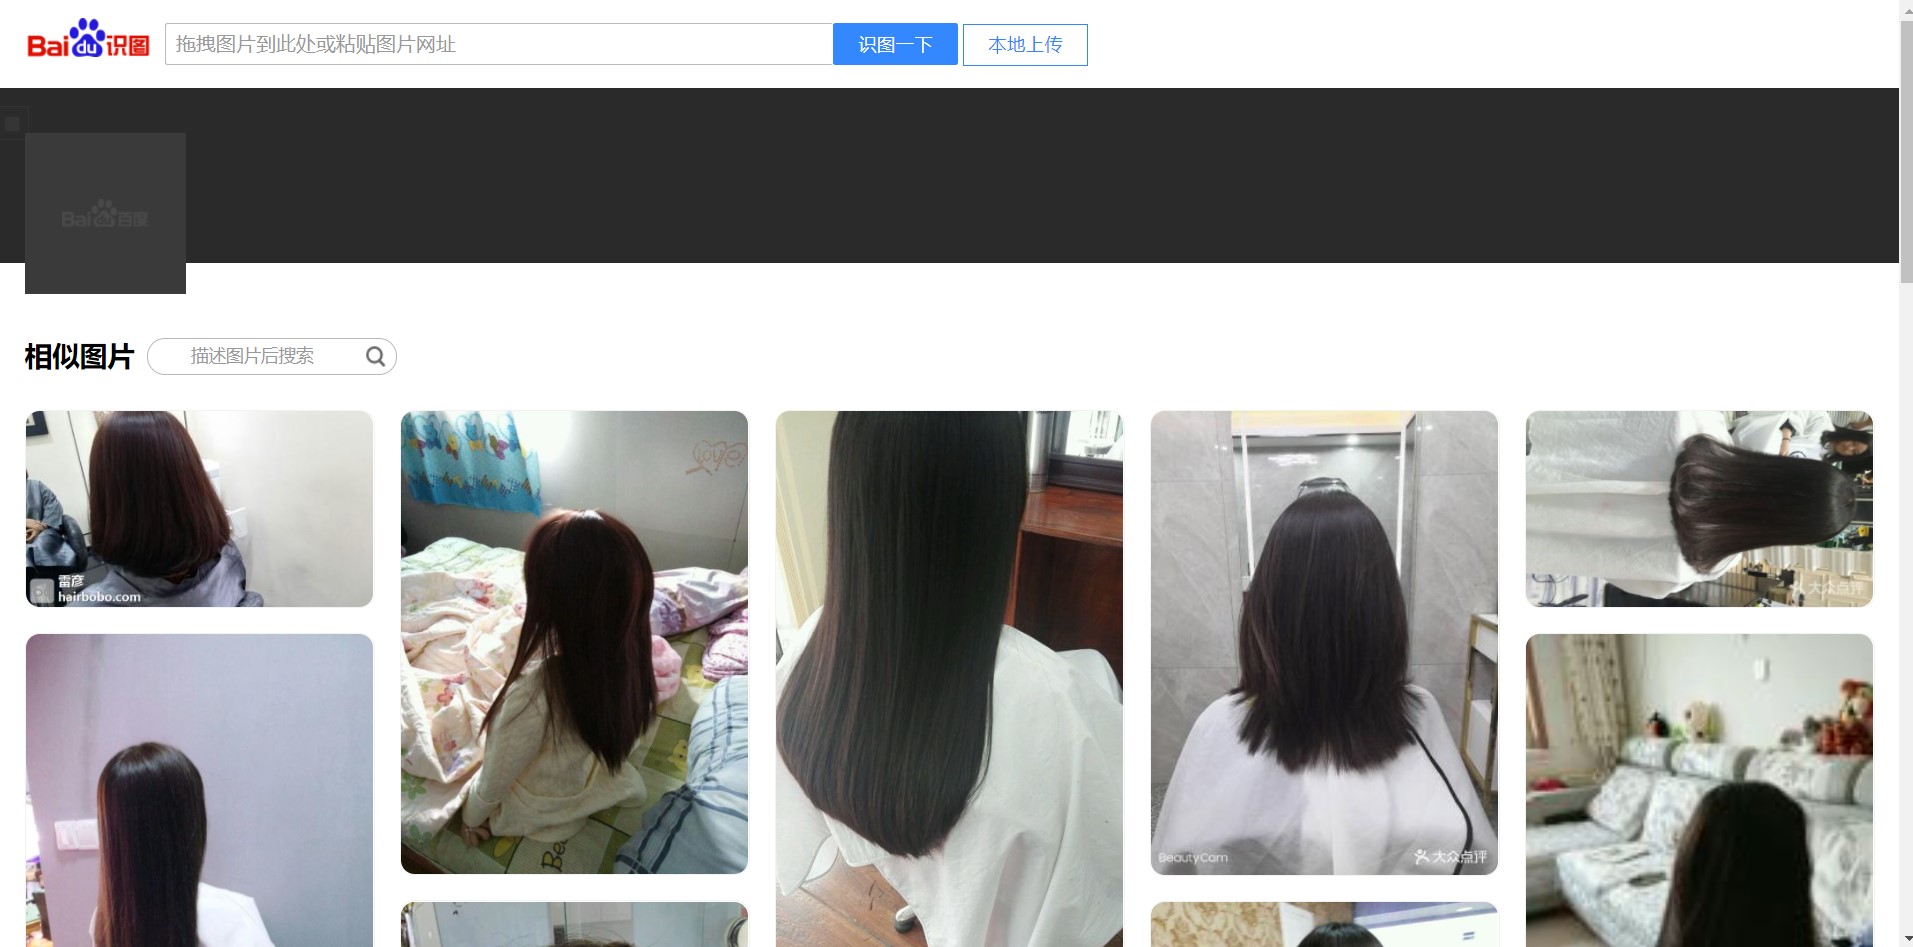 Baidu识图
拖拽图片到此处或粘贴图片网址
识图一下
本地上传
Baidu百度
相似图片
描述图片后搜索
love
雷彦
hairbobo.com
BeautyCam
大众点评
大众点评
Be